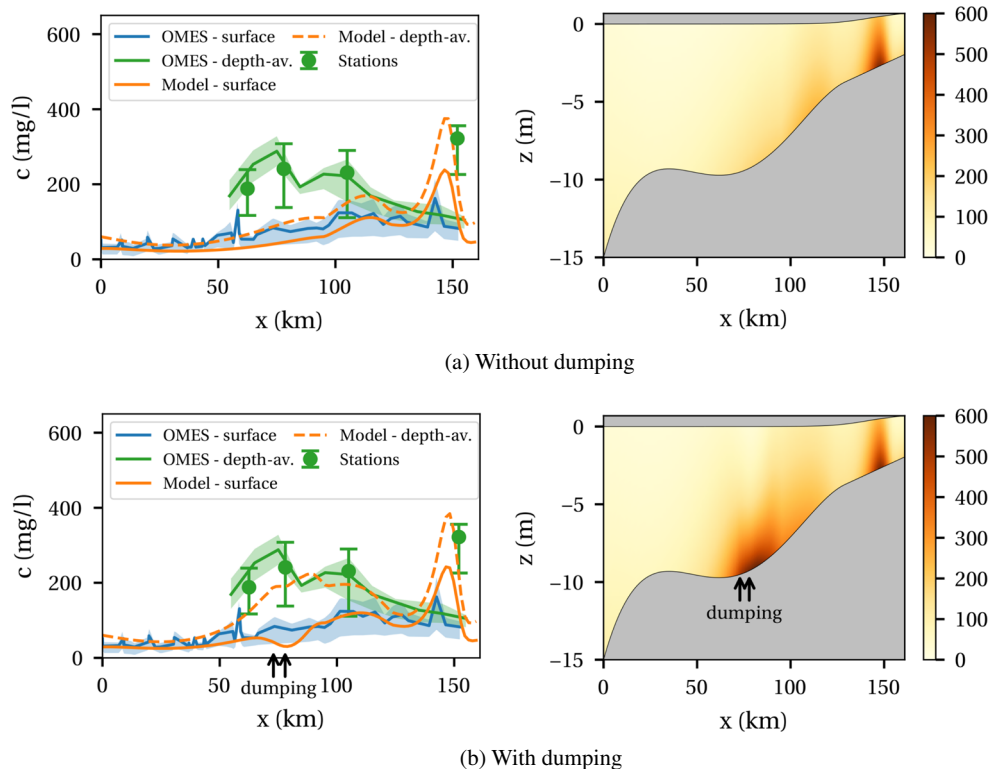 600
400
200
0
c (mg/l)
OMES - surface
OMES - depth-av.
Model - surface
Model - depth-av.
Stations
0 50 100 150
x (km)
0
−5
−10
−15
z (m)
0 50 100 150
x (km)
600
500
400
300
200
100
0
(a) Without dumping
600
400
200
0
c (mg/l)
OMES - surface
OMES - depth-av.
Model - surface
Model - depth-av.
Stations
0 50 100 150
dumping
x (km)
0
−5
−10
−15
z (m)
dumping
0 50 100 150
x (km)
600
500
400
300
200
100
0
(b) With dumping